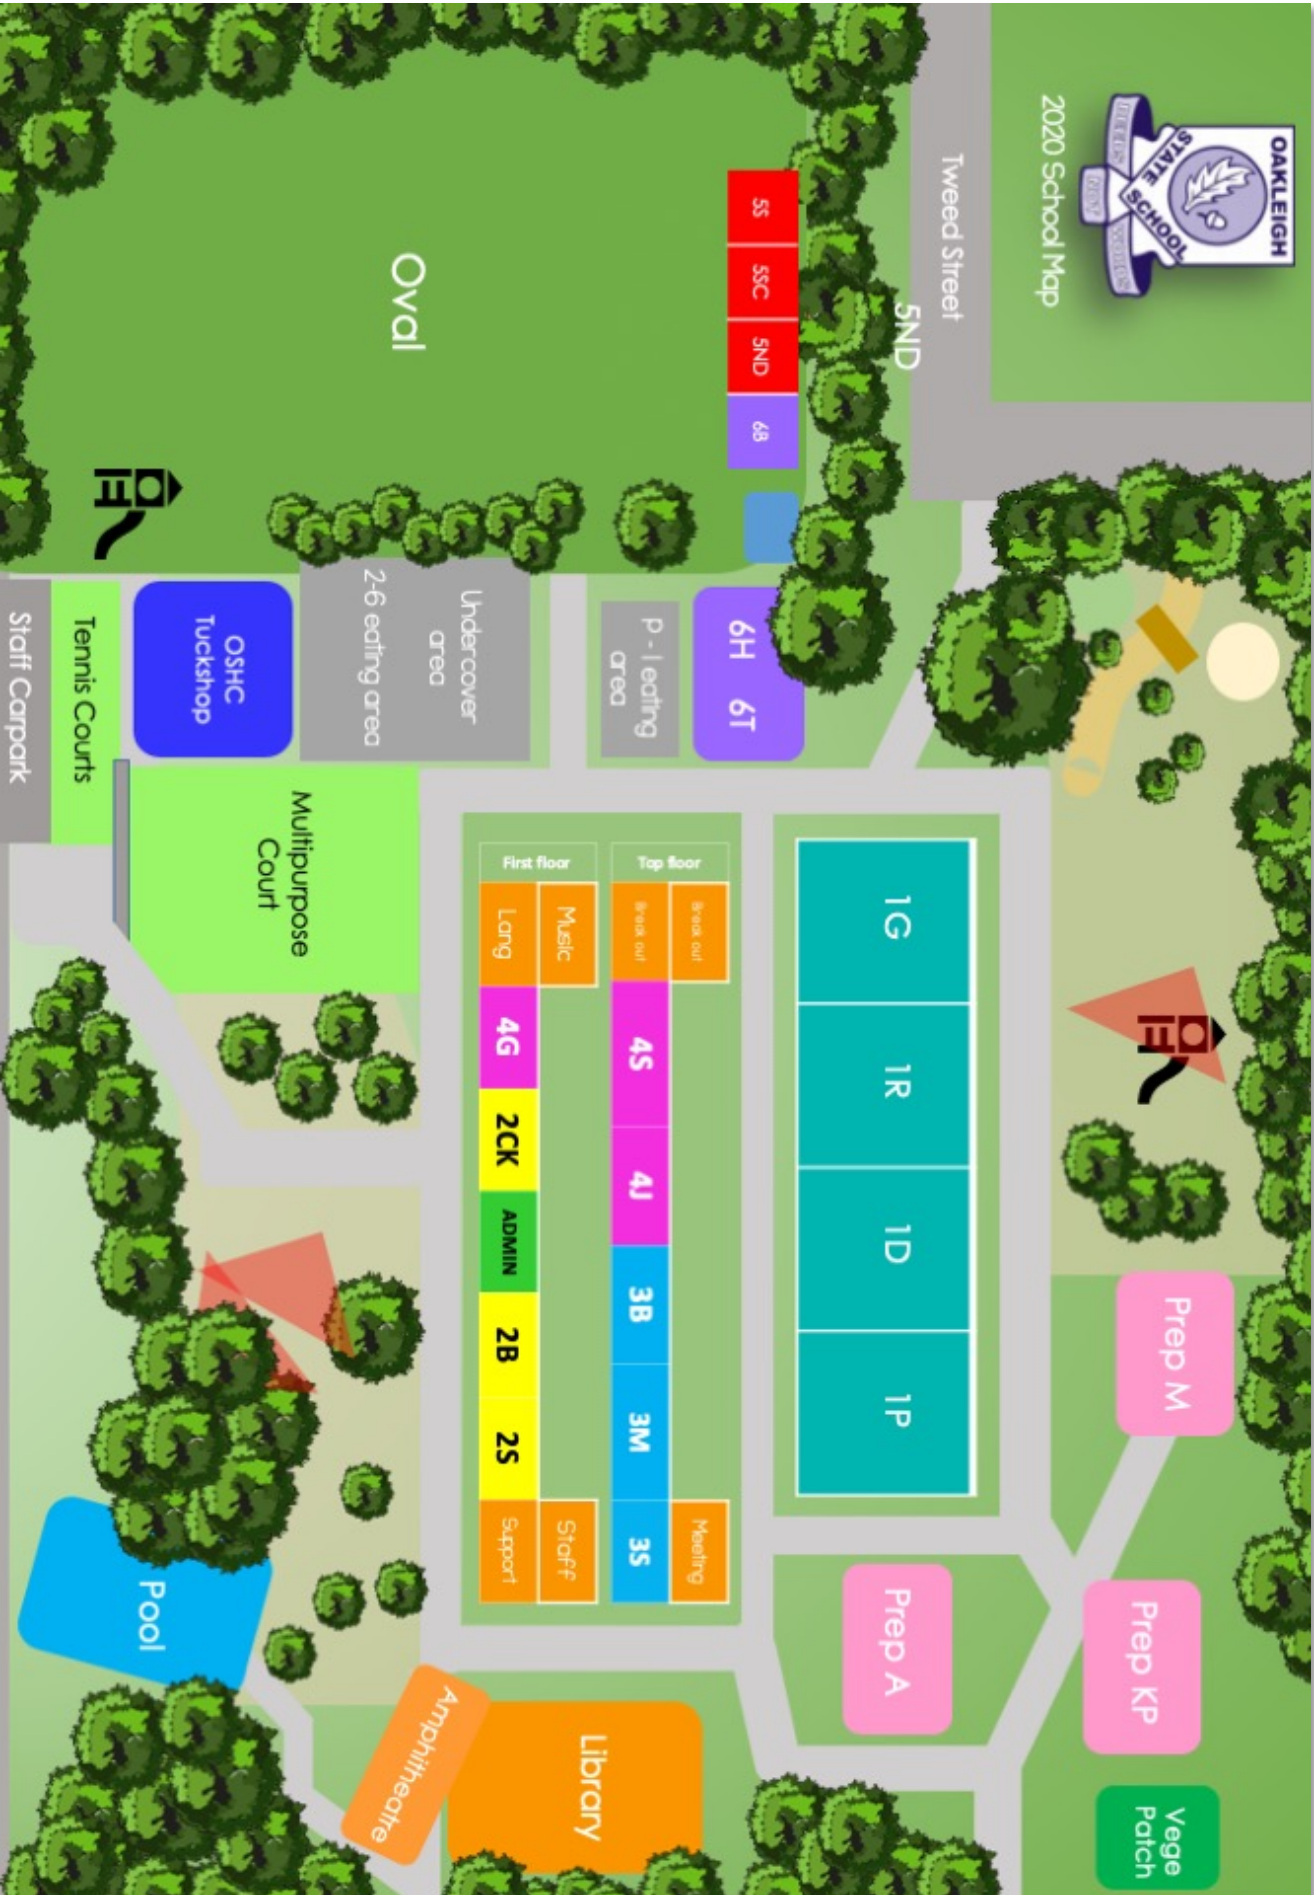 OAKLEIGH
STATE
SCHOOL
DEEDS NOT WORDS
2020 School Map
Tweed Street
5ND
Prep M
Prep KP
Vege
Patch
1G
1R
1D
1P
Prep A
5S
5SC
5ND
6B
6H 6T
P - 1 eating
area
Top floor
Break out
Break out
4S
4J
3B
3M
3S
Meeting
First floor
Music
Lang
4G
2CK
ADMIN
2B
2S
Staff
Support
Library
Amphitheatre
Oval
Undercover
area
2-6 eating area
Multipurpose
Court
OSHC
Tuckshop
Tennis Courts
Staff Carpark
Pool